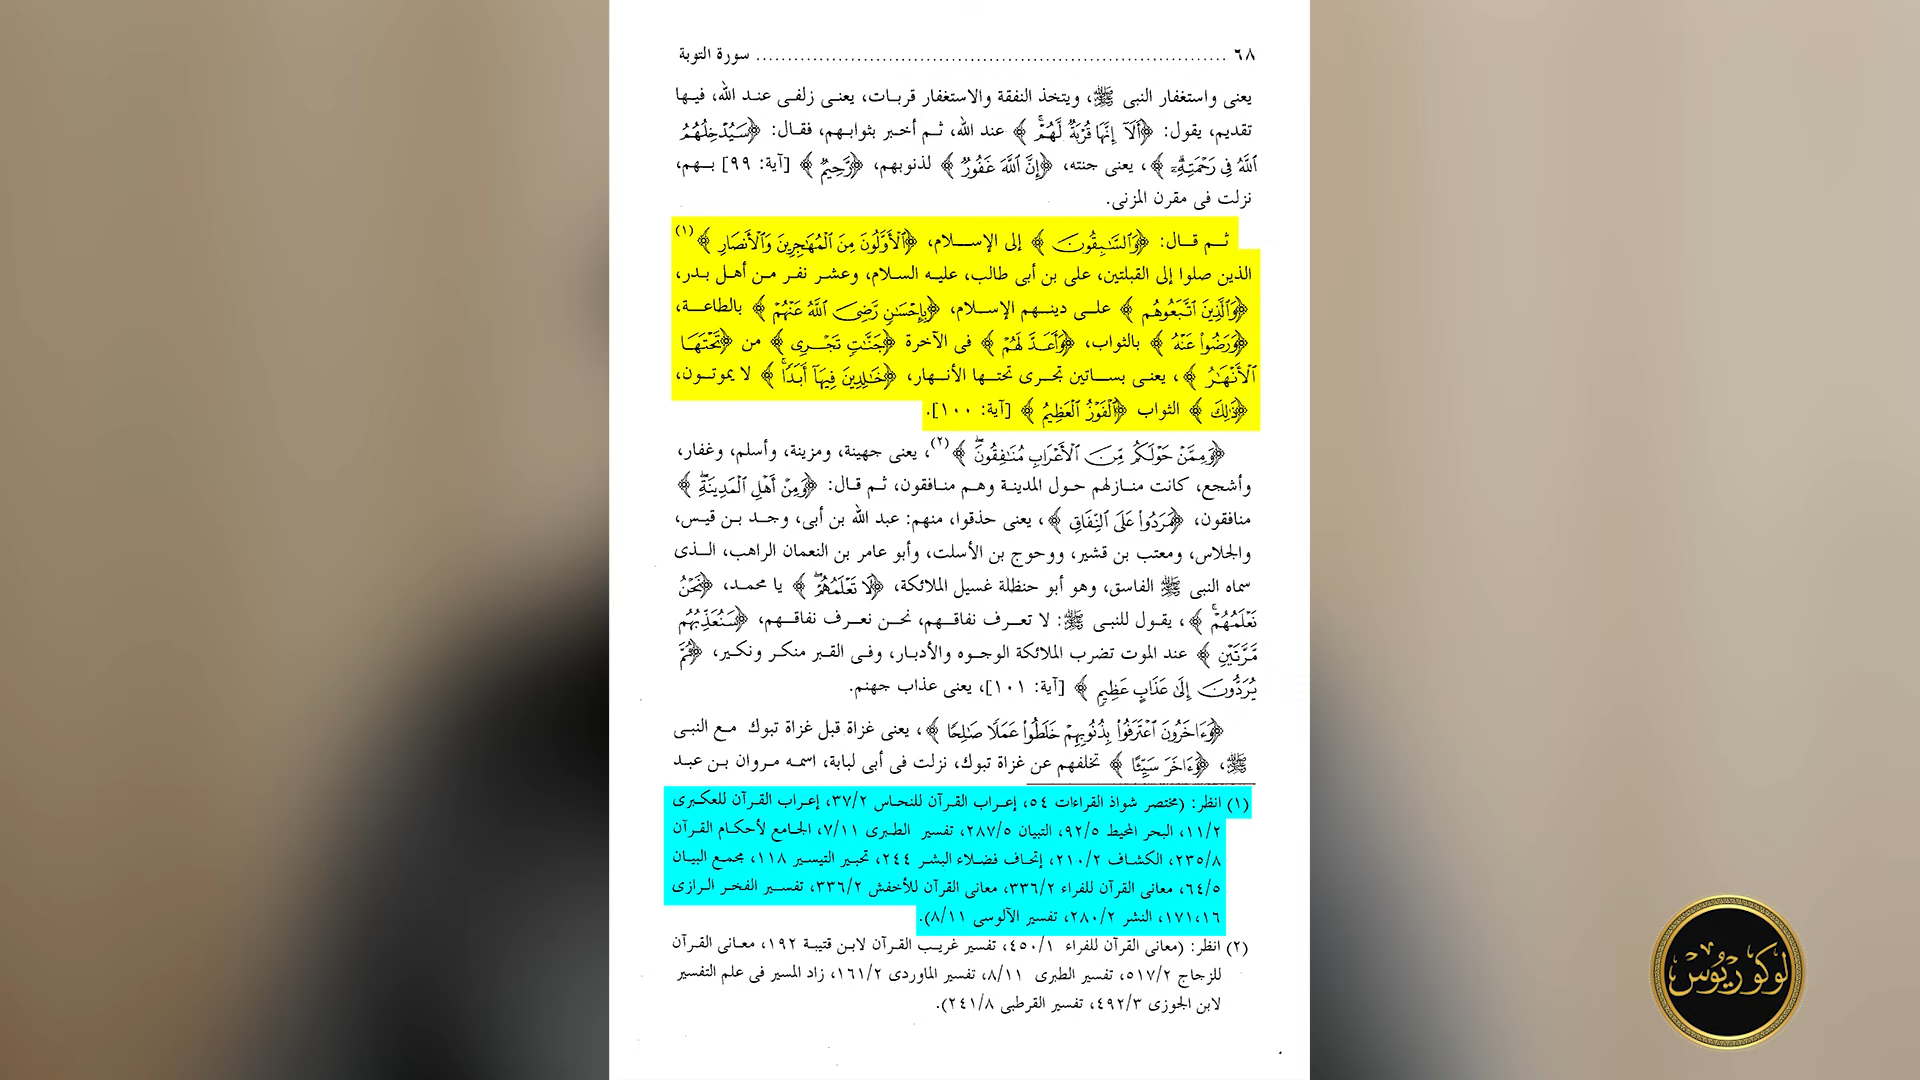 ٦٨ ........................................................................... سورة التوبة
يعنى واستغفار النبى ﷺ، ويتخذ النفقة والاستغفار قربات، يعنى زلفى عند الله، فيها
تقديم، يقول: ﴿أَلَآ إِنَّهَا قُرْبَةٌ لَّهُمْ﴾ عند الله، ثم أخبر بثوابهم، فقال: ﴿سَيُدْخِلُهُمُ
ٱللَّهُ فِى رَحْمَتِهِۦٓ﴾، يعنى جنته، ﴿إِنَّ ٱللَّهَ غَفُورٌ﴾ لذنوبهم، ﴿رَّحِيمٌ﴾ [آية: ٩٩] بهم،
نزلت فى مقرن المزنى.
ثم قال: ﴿وَٱلسَّٰبِقُونَ﴾ إلى الإسلام، ﴿ٱلْأَوَّلُونَ مِنَ ٱلْمُهَٰجِرِينَ وَٱلْأَنصَارِ﴾(١)
الذين صلوا إلى القبلتين، على بن أبى طالب، عليه السلام، وعشر نفر من أهل بدر،
﴿وَٱلَّذِينَ ٱتَّبَعُوهُم﴾ على دينهم الإسلام، ﴿بِإِحْسَٰنٍ رَّضِىَ ٱللَّهُ عَنْهُمْ﴾ بالطاعة،
﴿وَرَضُوا۟ عَنْهُ﴾ بالثواب، ﴿وَأَعَدَّ لَهُمْ﴾ فى الآخرة ﴿جَنَّٰتٍ تَجْرِى﴾ من ﴿تَحْتَهَا
ٱلْأَنْهَٰرُ﴾، يعنى بساتين تجرى تحتها الأنهار، ﴿خَٰلِدِينَ فِيهَآ أَبَدًا﴾ لا يموتون،
﴿ذَٰلِكَ﴾ الثواب ﴿ٱلْفَوْزُ ٱلْعَظِيمُ﴾ [آية: ١٠٠].
﴿وَمِمَّنْ حَوْلَكُم مِّنَ ٱلْأَعْرَابِ مُنَٰفِقُونَ﴾(٢)، يعنى جهينة، ومزينة، وأسلم، وغفار،
وأشجع، كانت منازلهم حول المدينة وهم منافقون، ثم قال: ﴿وَمِنْ أَهْلِ ٱلْمَدِينَةِ﴾
منافقون، ﴿مَرَدُوا۟ عَلَى ٱلنِّفَاقِ﴾، يعنى حذقوا، منهم: عبد الله بن أبى، وجد بن قيس،
والجلاس، ومعتب بن قشير، ووحوج بن الأسلت، وأبو عامر بن النعمان الراهب، الذى
سماه النبى ﷺ الفاسق، وهو أبو حنظلة غسيل الملائكة، ﴿لَا تَعْلَمُهُمْ﴾ يا محمد، ﴿نَحْنُ
نَعْلَمُهُمْ﴾، يقول للنبى ﷺ: لا تعرف نفاقهم، نحن نعرف نفاقهم، ﴿سَنُعَذِّبُهُم
مَّرَّتَيْنِ﴾ عند الموت تضرب الملائكة الوجوه والأدبار، وفى القبر منكر ونكير، ﴿ثُمَّ
يُرَدُّونَ إِلَىٰ عَذَابٍ عَظِيمٍ﴾ [آية: ١٠١]، يعنى عذاب جهنم.
﴿وَءَاخَرُونَ ٱعْتَرَفُوا۟ بِذُنُوبِهِمْ خَلَطُوا۟ عَمَلًا صَٰلِحًا﴾، يعنى غزاة قبل غزاة تبوك مع النبى
ﷺ، ﴿وَءَاخَرَ سَيِّئًا﴾ تخلفهم عن غزاة تبوك، نزلت فى أبى لبابة، اسمه مروان بن عبد
(١) انظر: (مختصر شواذ القراءات ٥٤، إعراب القرآن للنحاس ٣٧/٢، إعراب القرآن للعكبرى
١١/٢، البحر المحيط ٩٢/٥، التبيان ٢٨٧/٥، تفسير الطبرى ٧/١١، الجامع لأحكام القرآن
٢٣٥/٨، الكشاف ٢١٠/٢، إتحاف فضلاء البشر ٢٤٤، تحبير التيسير ١١٨، مجمع البيان
٦٤/٥، معانى القرآن للفراء ٣٣٦/٢، معانى القرآن للأخفش ٣٣٦/٢، تفسير الفخر الرازى
١٧١،١٦، النشر ٢٨٠/٢، تفسير الآلوسى ٨/١١).
(٢) انظر: (معانى القرآن للفراء ٤٥٠/١، تفسير غريب القرآن لابن قتيبة ١٩٢، معانى القرآن
للزجاج ٥١٧/٢، تفسير الطبرى ٨/١١، تفسير الماوردى ١٦١/٢، زاد المسير فى علم التفسير
لابن الجوزى ٤٩٢/٣، تفسير القرطبى ٢٤١/٨).
لوكوريوس